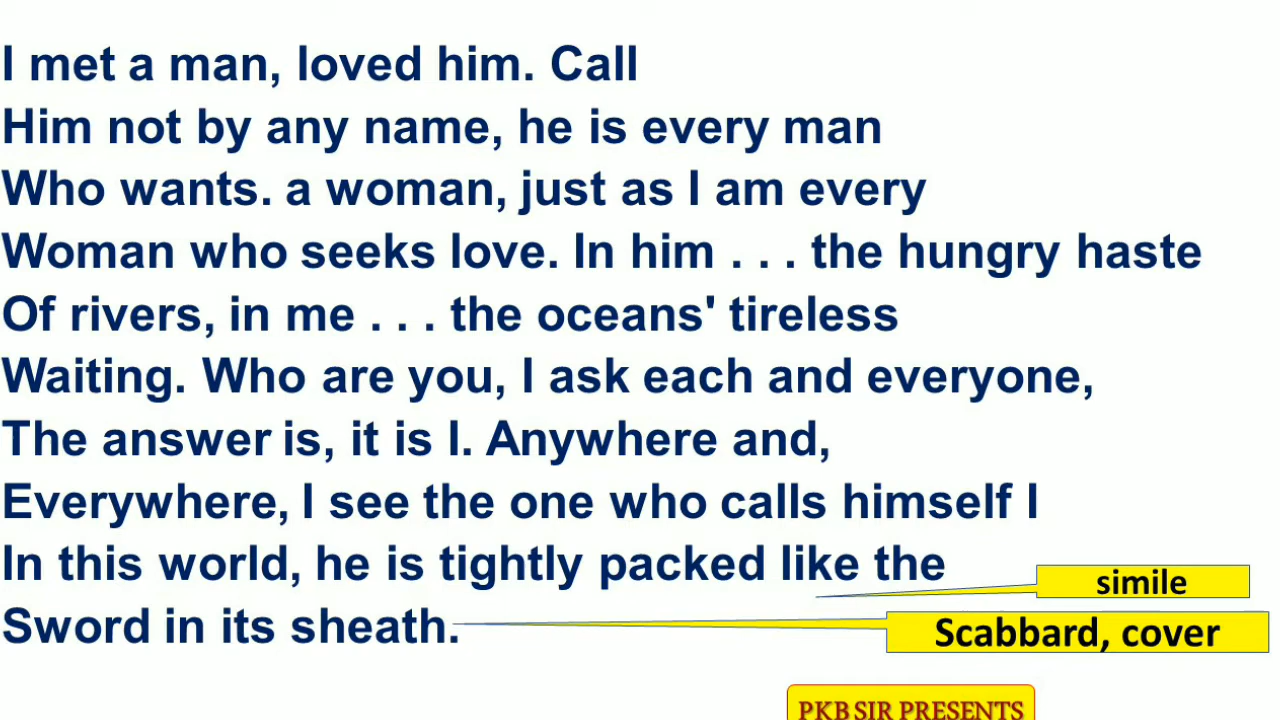 I met a man, loved him. Call
Him not by any name, he is every man
Who wants. a woman, just as I am every
Woman who seeks love. In him . . . the hungry haste
Of rivers, in me . . . the oceans' tireless
Waiting. Who are you, I ask each and everyone,
The answer is, it is I. Anywhere and,
Everywhere, I see the one who calls himself I
In this world, he is tightly packed like the
simile
Sword in its sheath.
Scabbard, cover
PKB SIR PRESENTS